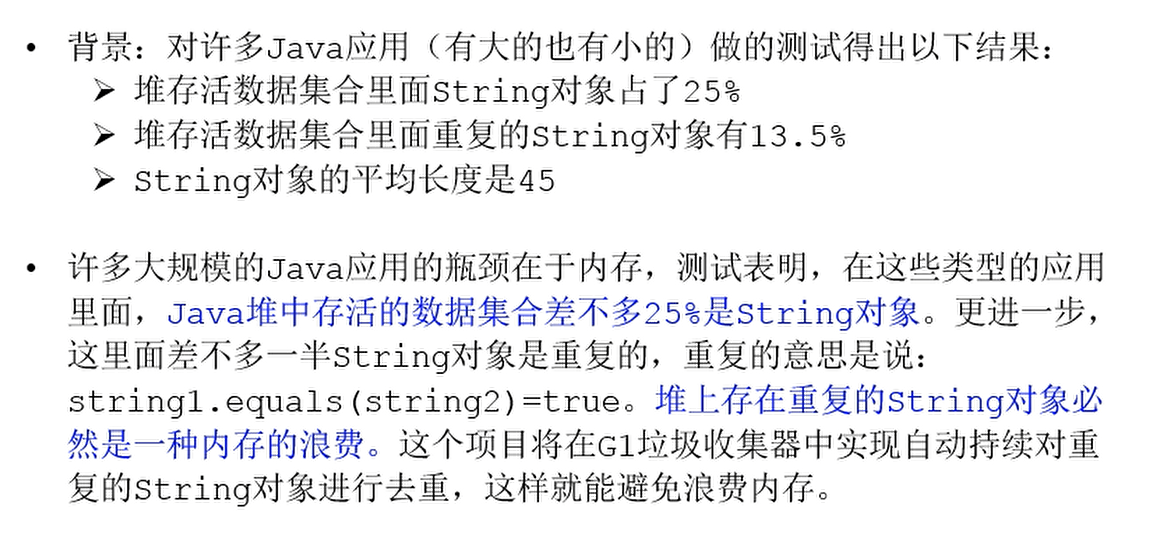 • 背景：对许多Java应用（有大的也有小的）做的测试得出以下结果：
➢ 堆存活数据集合里面String对象占了25%
➢ 堆存活数据集合里面重复的String对象有13.5%
➢ String对象的平均长度是45
• 许多大规模的Java应用的瓶颈在于内存，测试表明，在这些类型的应用
里面，Java堆中存活的数据集合差不多25%是String对象。更进一步，
这里面差不多一半String对象是重复的，重复的意思是说：
string1.equals(string2)=true。堆上存在重复的String对象必
然是一种内存的浪费。这个项目将在G1垃圾收集器中实现自动持续对重
复的String对象进行去重，这样就能避免浪费内存。